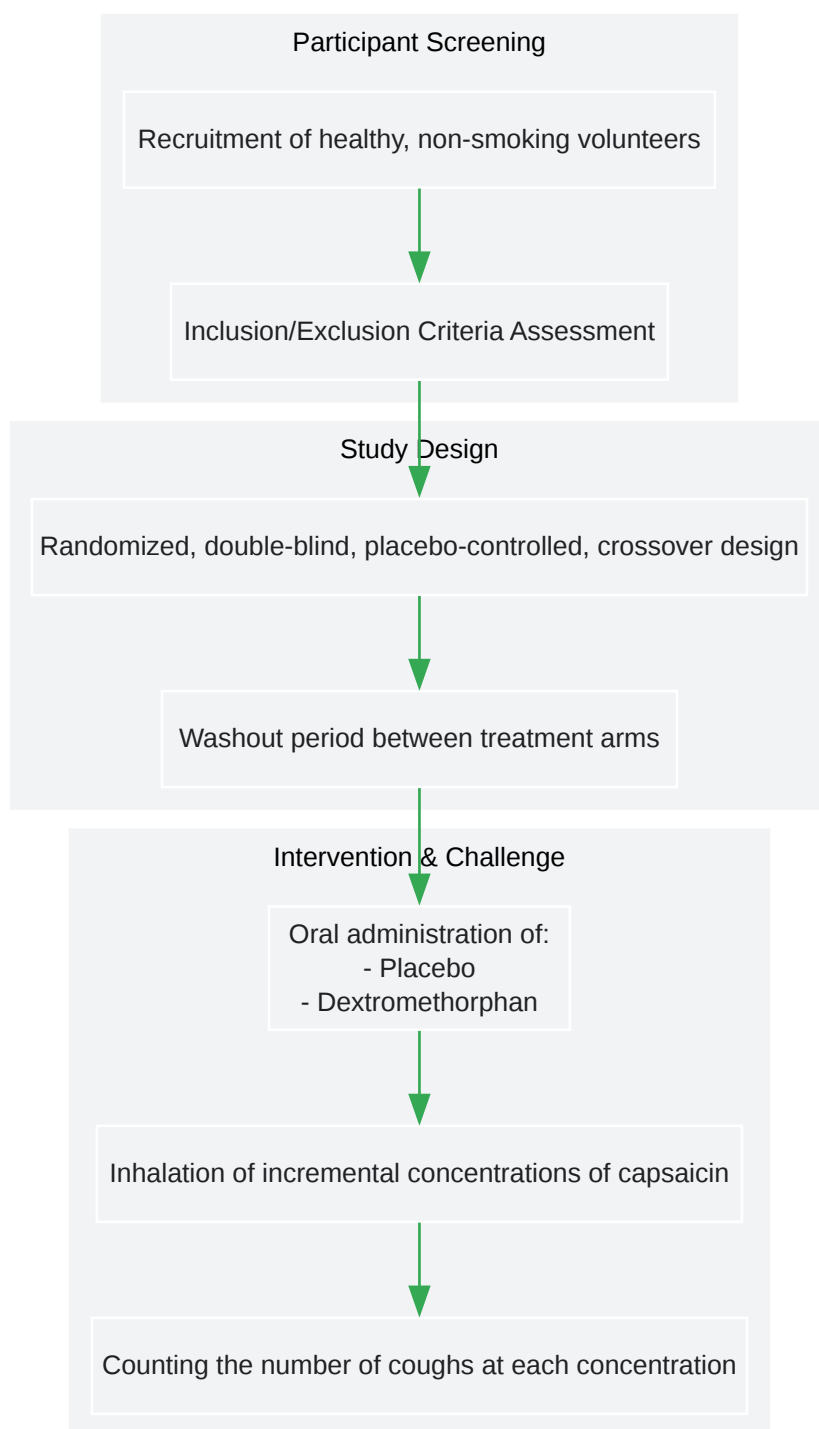 Participant Screening
Recruitment of healthy, non-smoking volunteers
Inclusion/Exclusion Criteria Assessment
Study Design
Randomized, double-blind, placebo-controlled, crossover design
Washout period between treatment arms
Intervention & Challenge
Oral administration of:
- Placebo
- Dextromethorphan
Inhalation of incremental concentrations of capsaicin
Counting the number of coughs at each concentration